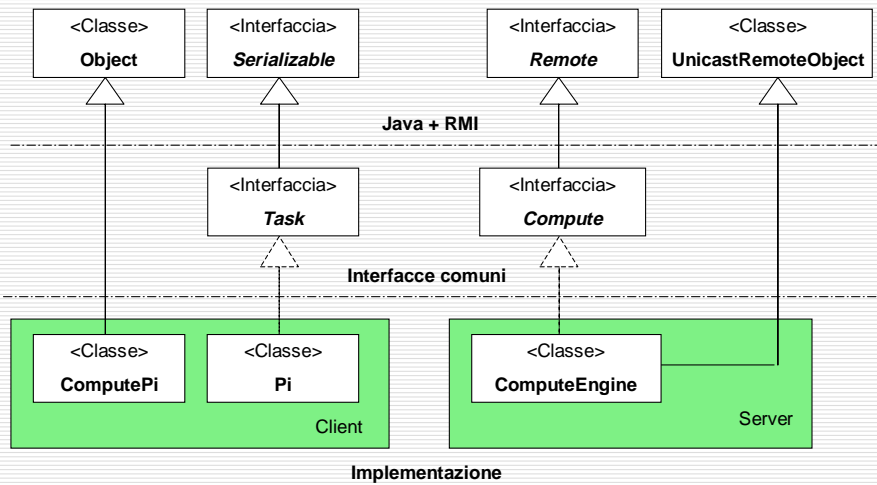 <Classe>
Object
<Interfaccia>
Serializable
<Interfaccia>
Remote
<Classe>
UnicastRemoteObject
Java + RMI
<Interfaccia>
Task
<Interfaccia>
Compute
Interfacce comuni
<Classe>
ComputePi
<Classe>
Pi
Client
<Classe>
ComputeEngine
Server
Implementazione